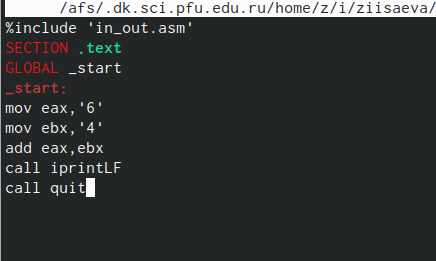 /afs/.dk.sci.pfu.edu.ru/home/z/i/ziisaeva/
%include 'in_out.asm'
SECTION .text
GLOBAL _start
_start:
mov eax,'6'
mov ebx,'4'
add eax,ebx
call iprintLF
call quit